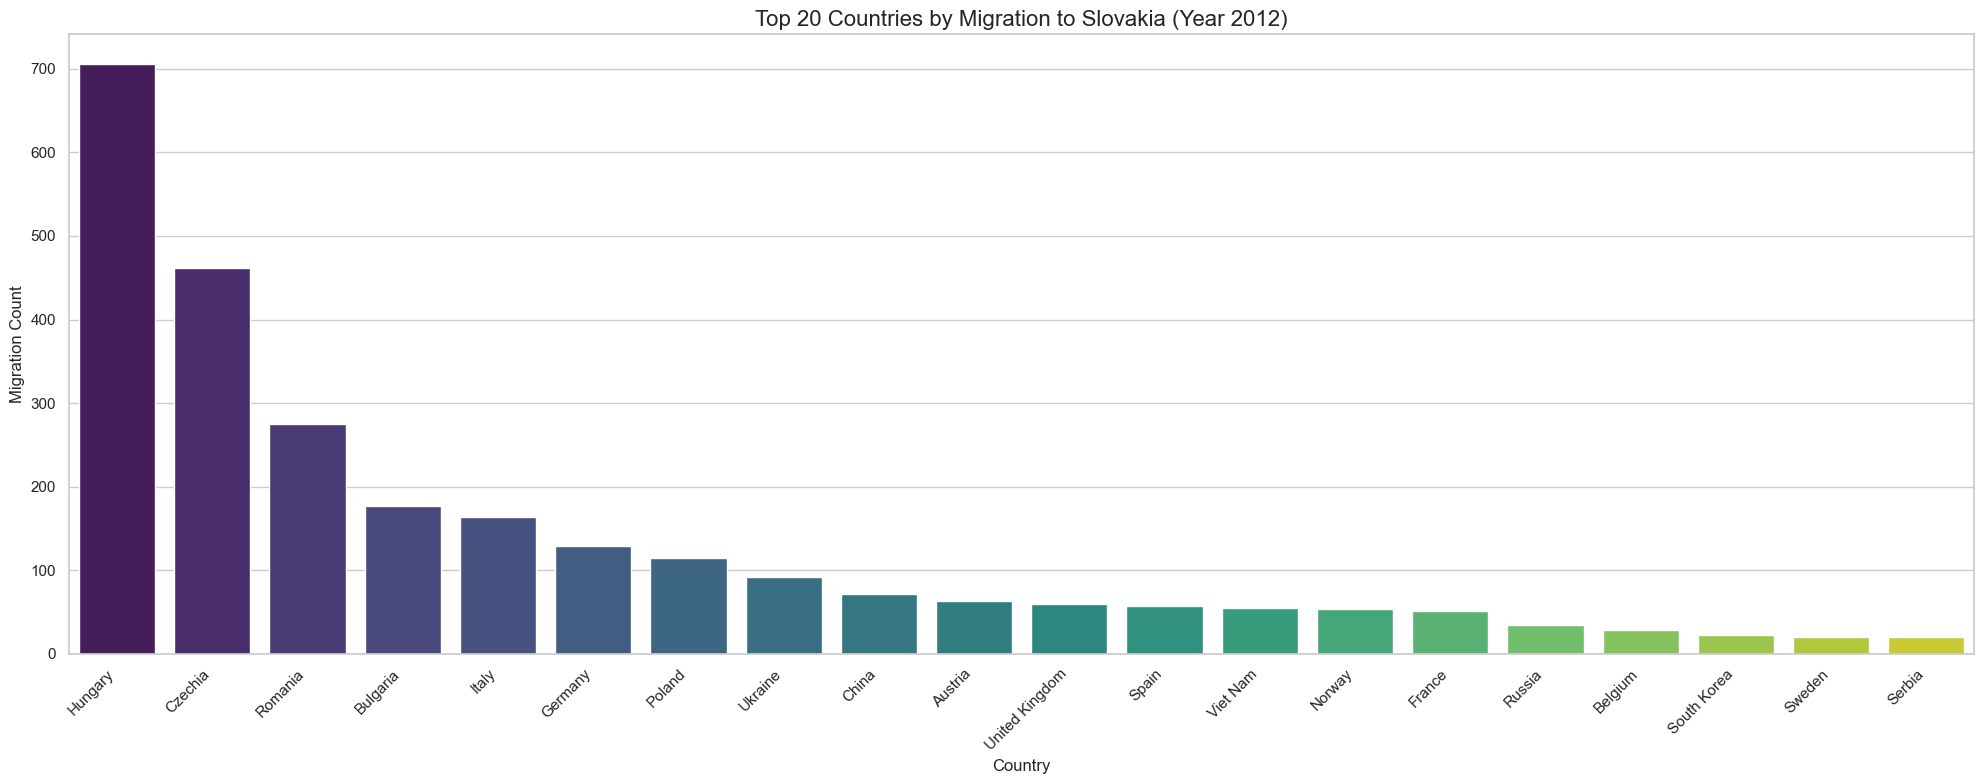 Top 20 Countries by Migration to Slovakia (Year 2012)
Migration Count
700
600
500
400
300
200
100
0
Hungary
Czechia
Romania
Bulgaria
Italy
Germany
Poland
Ukraine
China
Austria
United Kingdom
Spain
Viet Nam
Norway
France
Russia
Belgium
South Korea
Sweden
Serbia
Country